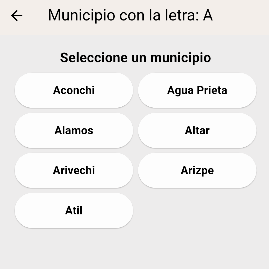 Municipio con la letra: A
Seleccione un municipio
Aconchi
Agua Prieta
Alamos
Altar
Arivechi
Arizpe
Atil